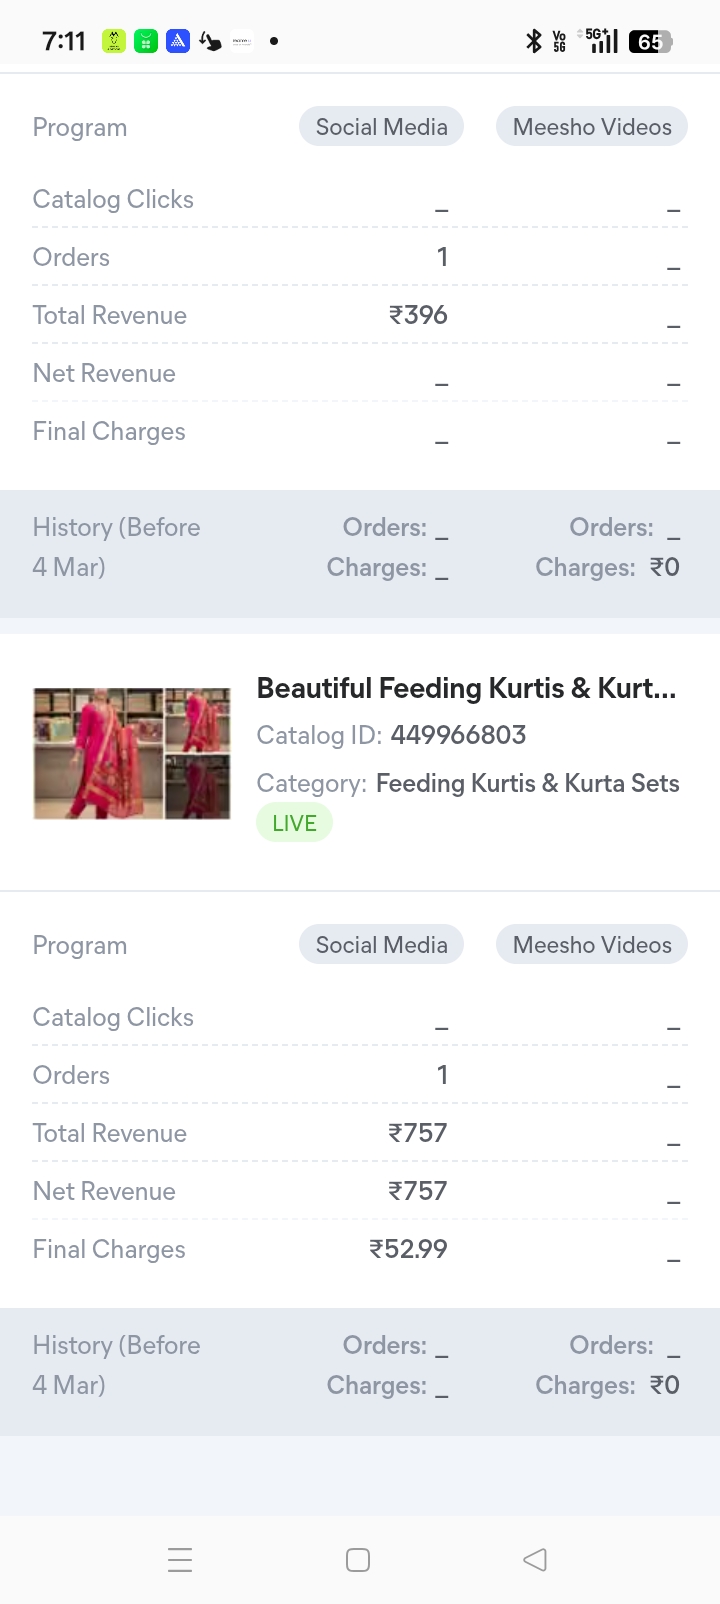 7:11
Vo 5G 5G+ 65
Program Social Media Meesho Videos
Catalog Clicks _ _
Orders 1 _
Total Revenue ₹396 _
Net Revenue _ _
Final Charges _ _
History (Before Orders: _ Orders: _
4 Mar) Charges: _ Charges: ₹0
Beautiful Feeding Kurtis & Kurt...
Catalog ID: 449966803
Category: Feeding Kurtis & Kurta Sets
LIVE
Program Social Media Meesho Videos
Catalog Clicks _ _
Orders 1 _
Total Revenue ₹757 _
Net Revenue ₹757 _
Final Charges ₹52.99 _
History (Before Orders: _ Orders: _
4 Mar) Charges: _ Charges: ₹0